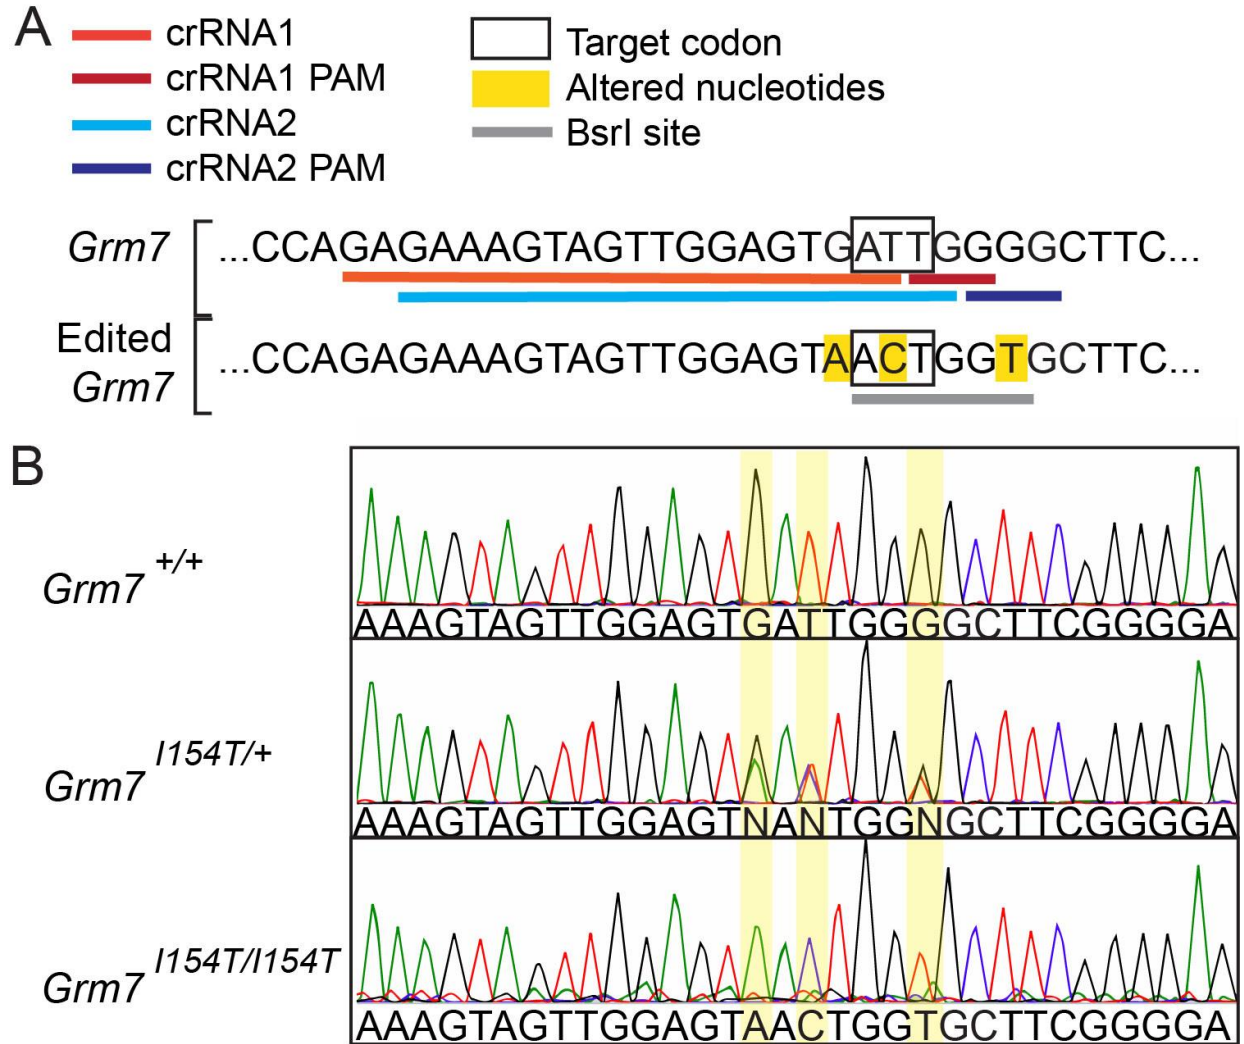 A
crRNA1
crRNA1 PAM
crRNA2
crRNA2 PAM
Target codon
Altered nucleotides
BsrI site
Grm7
...CCAGAGAAAGTAGTTGGAGTGATTGGGGCTTC...
Edited
Grm7
...CCAGAGAAAGTAGTTGGAGTAACTGGTGCTTC...
B
Grm7 +/+
AAAGTAGTTGGAGTGATTGGGGCTTCGGGGA
Grm7 I154T/+
AAAGTAGTTGGAGTNANTGGNGCTTCGGGGA
Grm7 I154T/I154T
AAAGTAGTTGGAGTAACTGGTGCTTCGGGGA